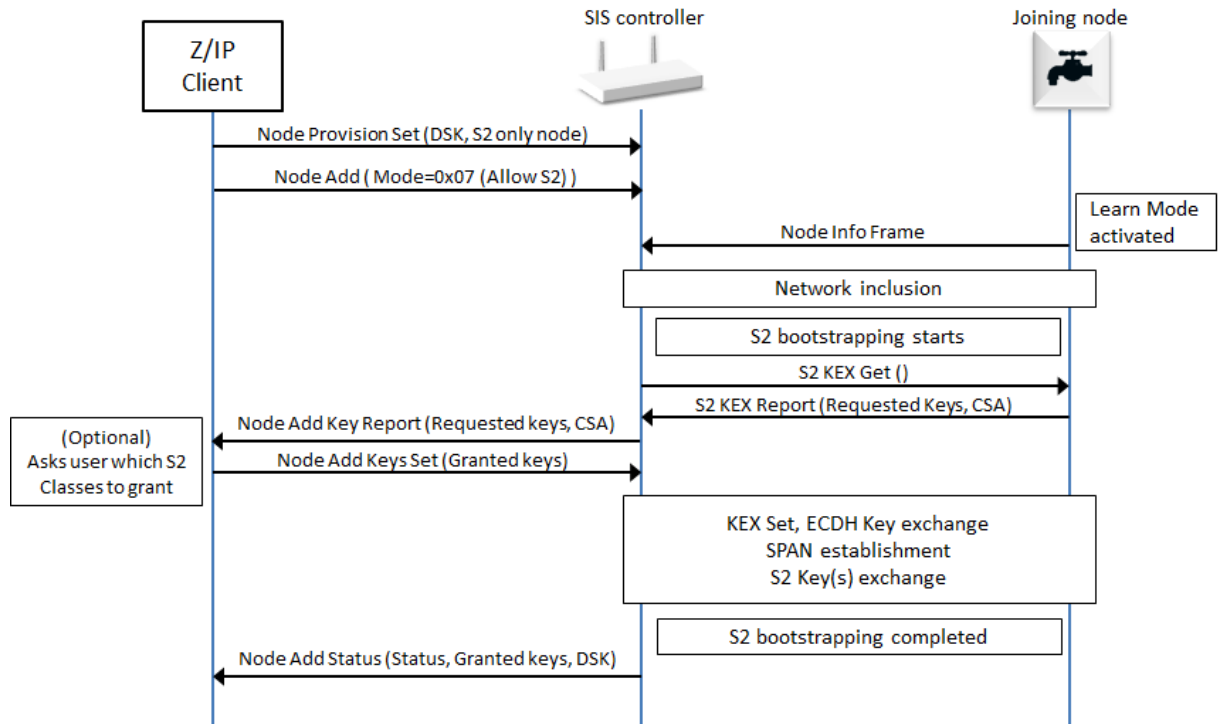 Z/IP
Client
SIS controller
Joining node
Node Provision Set (DSK, S2 only node)
Node Add ( Mode=0x07 (Allow S2) )
Learn Mode
activated
Node Info Frame
Network inclusion
S2 bootstrapping starts
S2 KEX Get ()
S2 KEX Report (Requested Keys, CSA)
Node Add Key Report (Requested keys, CSA)
(Optional)
Asks user which S2
Classes to grant
Node Add Keys Set (Granted keys)
KEX Set, ECDH Key exchange
SPAN establishment
S2 Key(s) exchange
S2 bootstrapping completed
Node Add Status (Status, Granted keys, DSK)